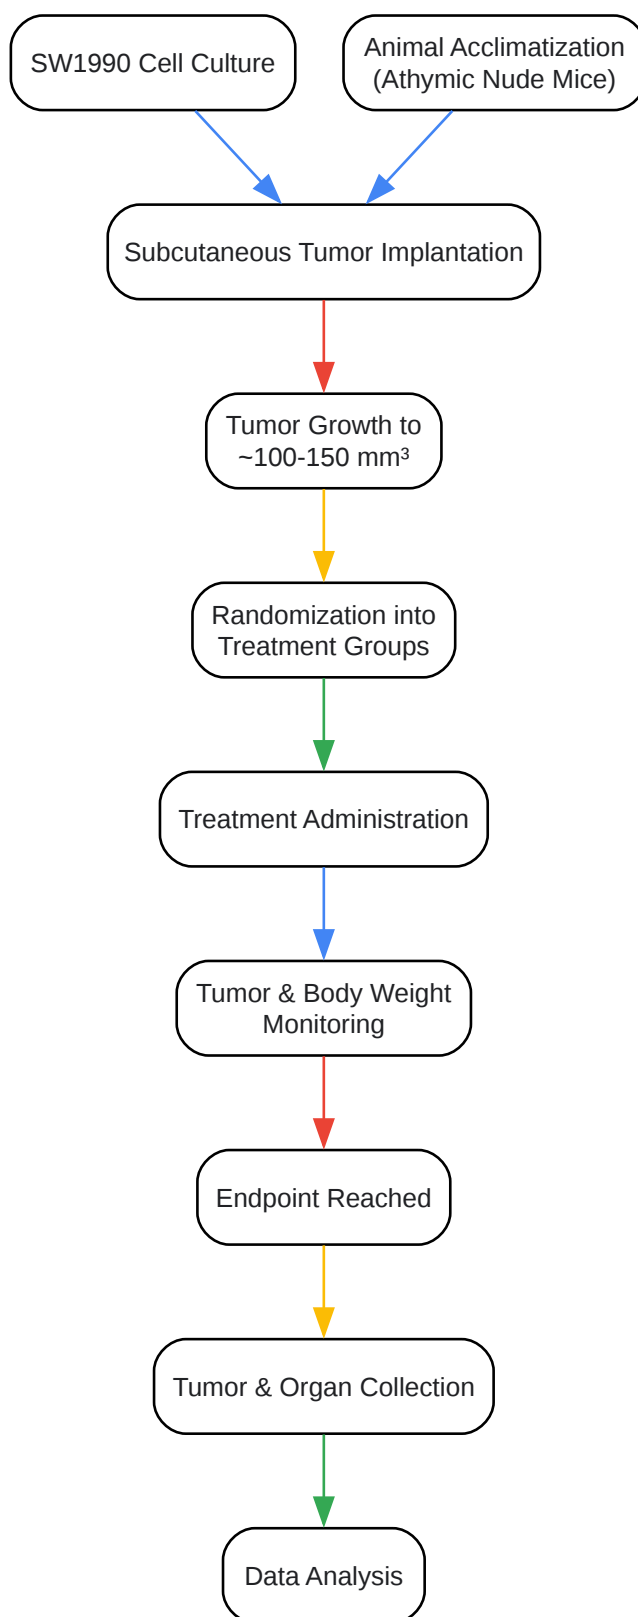 SW1990 Cell Culture
Animal Acclimatization
(Athymic Nude Mice)
Subcutaneous Tumor Implantation
Tumor Growth to
~100-150 mm³
Randomization into
Treatment Groups
Treatment Administration
Tumor & Body Weight
Monitoring
Endpoint Reached
Tumor & Organ Collection
Data Analysis